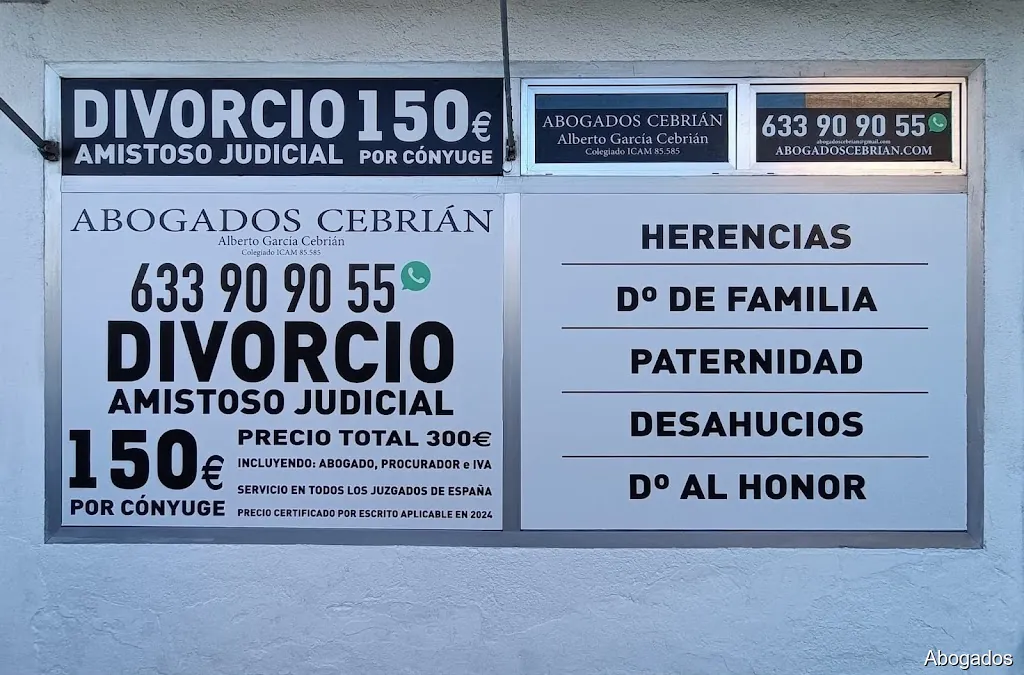 DIVORCIO 150€
AMISTOSO JUDICIAL POR CÓNYUGE
ABOGADOS CEBRIÁN
Alberto García Cebrián
Colegiado ICAM 85.585
633 90 90 55
abogadoscebrian@gmail.com
ABOGADOSCEBRIAN.COM
ABOGADOS CEBRIÁN
Alberto García Cebrián
Colegiado ICAM 85.585
633 90 90 55
DIVORCIO
AMISTOSO JUDICIAL
150€
POR CÓNYUGE
PRECIO TOTAL 300€
INCLUYENDO: ABOGADO, PROCURADOR e IVA
SERVICIO EN TODOS LOS JUZGADOS DE ESPAÑA
PRECIO CERTIFICADO POR ESCRITO APLICABLE EN 2024
HERENCIAS
Dº DE FAMILIA
PATERNIDAD
DESAHUCIOS
Dº AL HONOR
Abogados